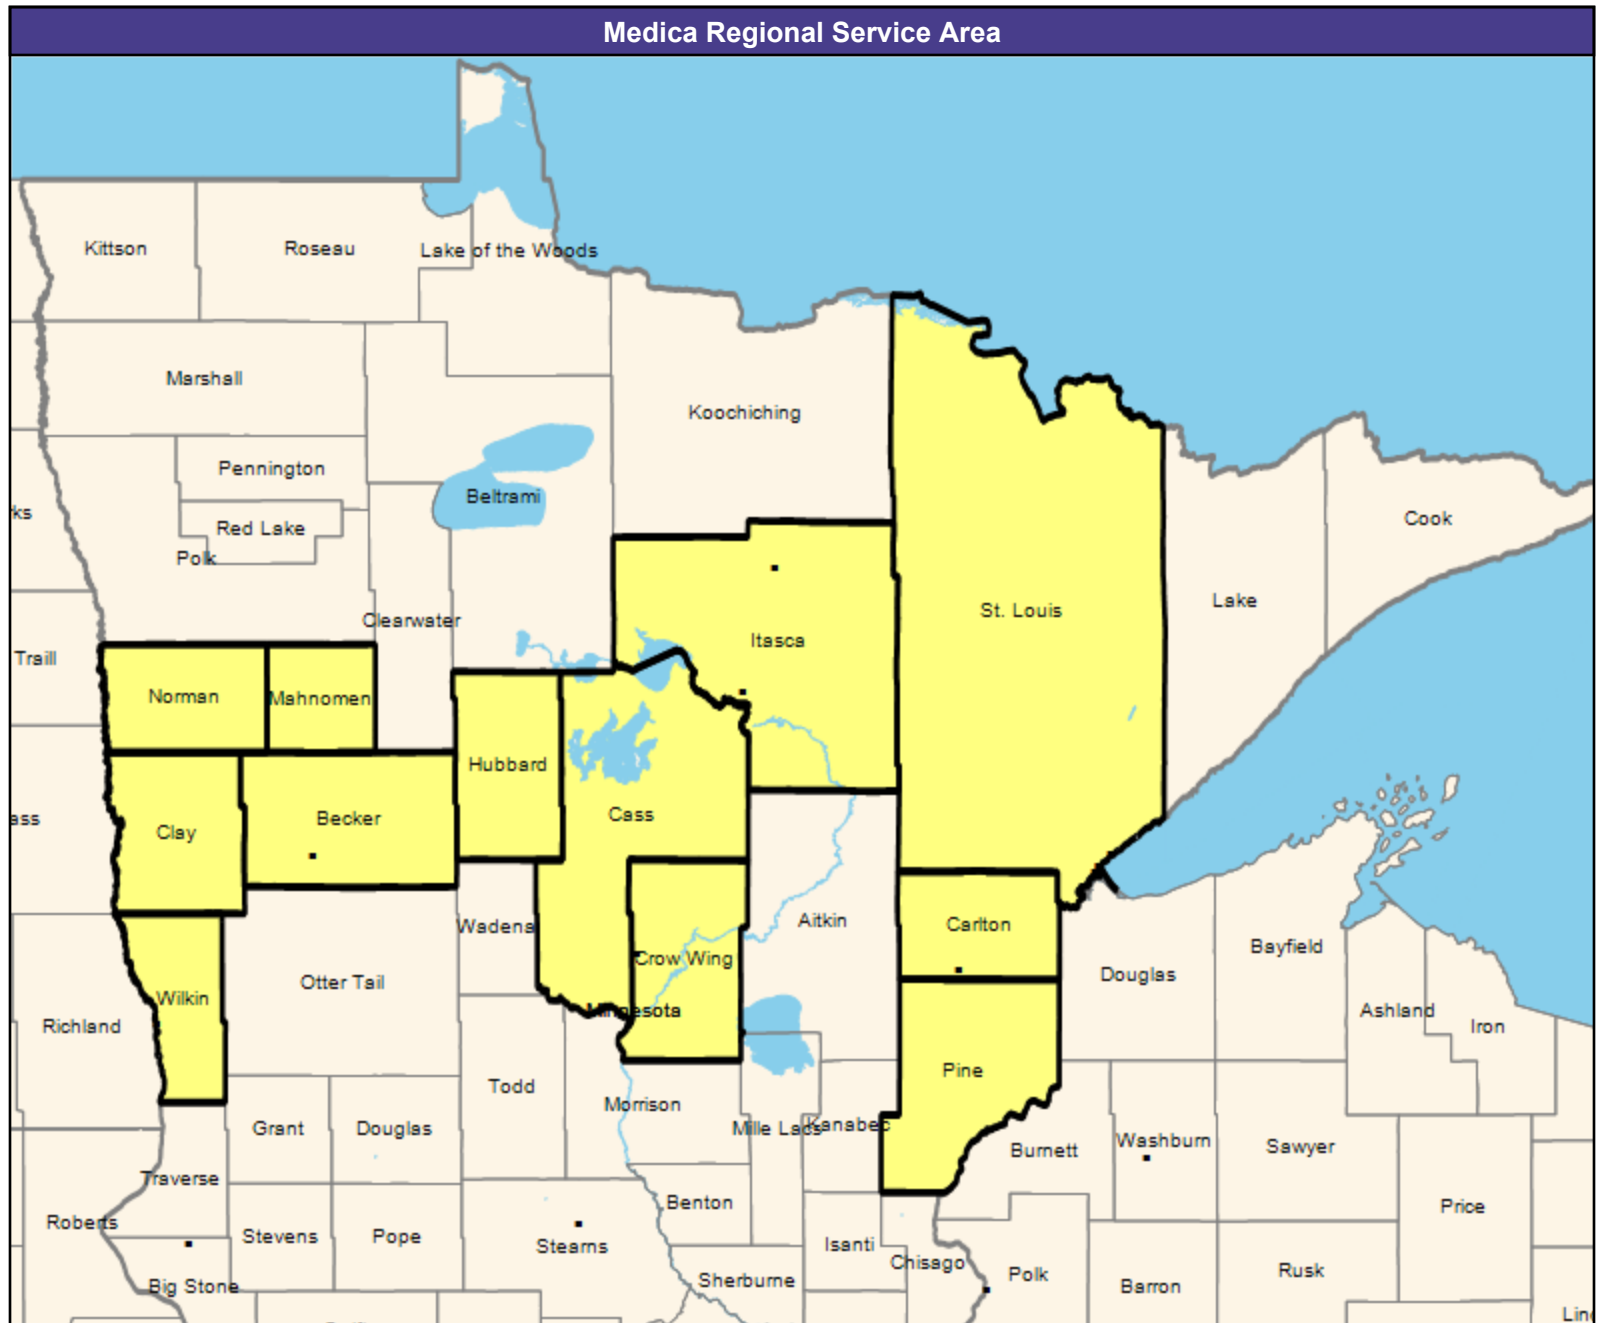 Medica Regional Service Area
Kittson
Roseau
Lake of the Woods
Marshall
Koochiching
Pennington
Beltrami
ks
Red Lake
Cook
Polk
Clearwater
St. Louis
Lake
Itasca
Traill
Norman
Mahnomen
Hubbard
Cass
ass
Clay
Becker
Wadena
Aitkin
Carlton
Crow Wing
Bayfield
Douglas
Otter Tail
Wilkin
Minnesota
Ashland
Richland
Iron
Pine
Todd
Morrison
Grant
Douglas
Mille Lacs
Kanabec
Washburn
Burnett
Sawyer
Traverse
Benton
Price
Roberts
Stevens
Pope
Stearns
Isanti
Chisago
Polk
Rusk
Big Stone
Sherburne
Barron
Lin